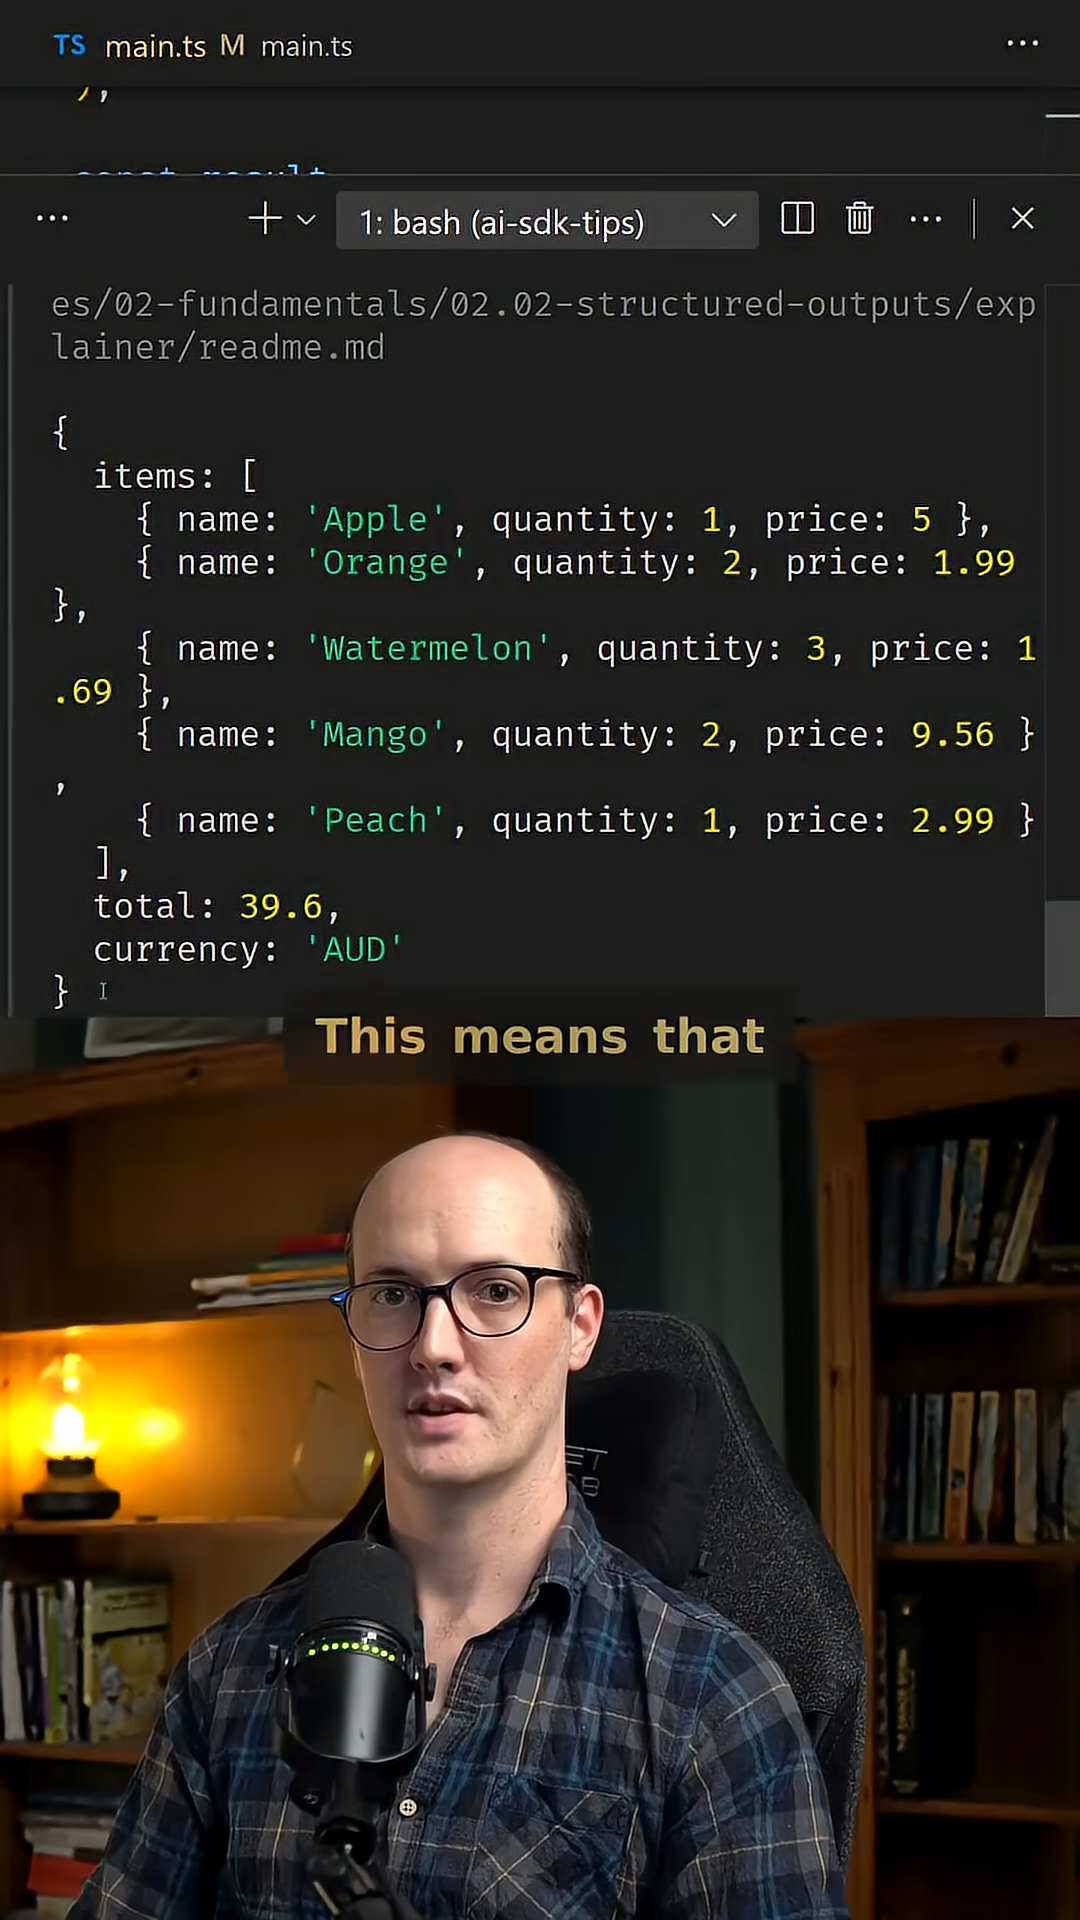 TS main.ts M main.ts
),
const result
1: bash (ai-sdk-tips)
es/02-fundamentals/02.02-structured-outputs/exp
lainer/readme.md
{
  items: [
    { name: 'Apple', quantity: 1, price: 5 },
    { name: 'Orange', quantity: 2, price: 1.99
},
    { name: 'Watermelon', quantity: 3, price: 1
.69 },
    { name: 'Mango', quantity: 2, price: 9.56 }
,
    { name: 'Peach', quantity: 1, price: 2.99 }
  ],
  total: 39.6,
  currency: 'AUD'
}
This means that